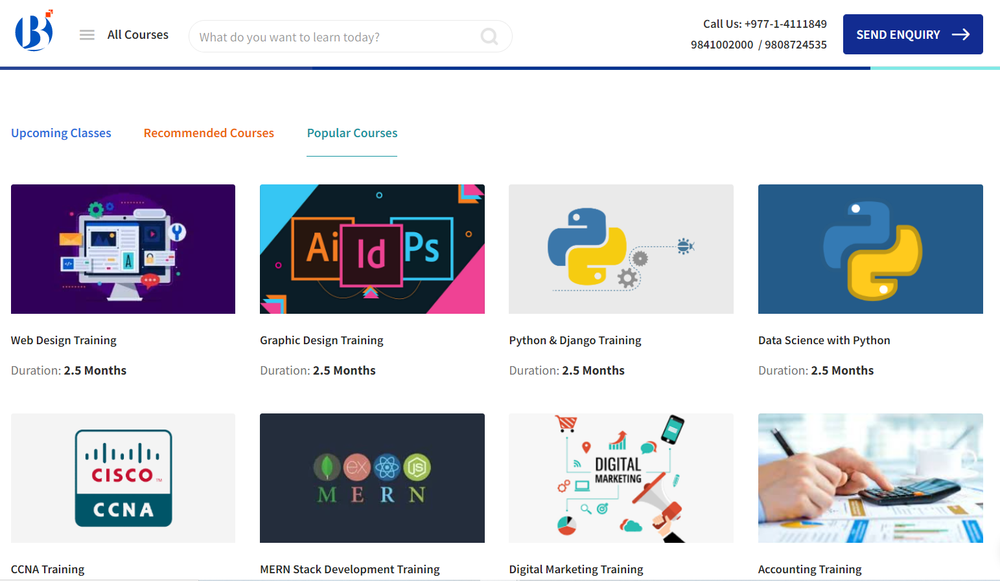 All Courses
What do you want to learn today?
Call Us: +977-1-4111849
9841002000 / 9808724535
SEND ENQUIRY
Upcoming Classes
Recommended Courses
Popular Courses
Ai
Id
Ps
Web Design Training
Graphic Design Training
Python & Django Training
Data Science with Python
Duration: 2.5 Months
Duration: 2.5 Months
Duration: 2.5 Months
Duration: 2.5 Months
CISCO™
CCNA
ex
JS
M E R N
DIGITAL
MARKETING
CCNA Training
MERN Stack Development Training
Digital Marketing Training
Accounting Training